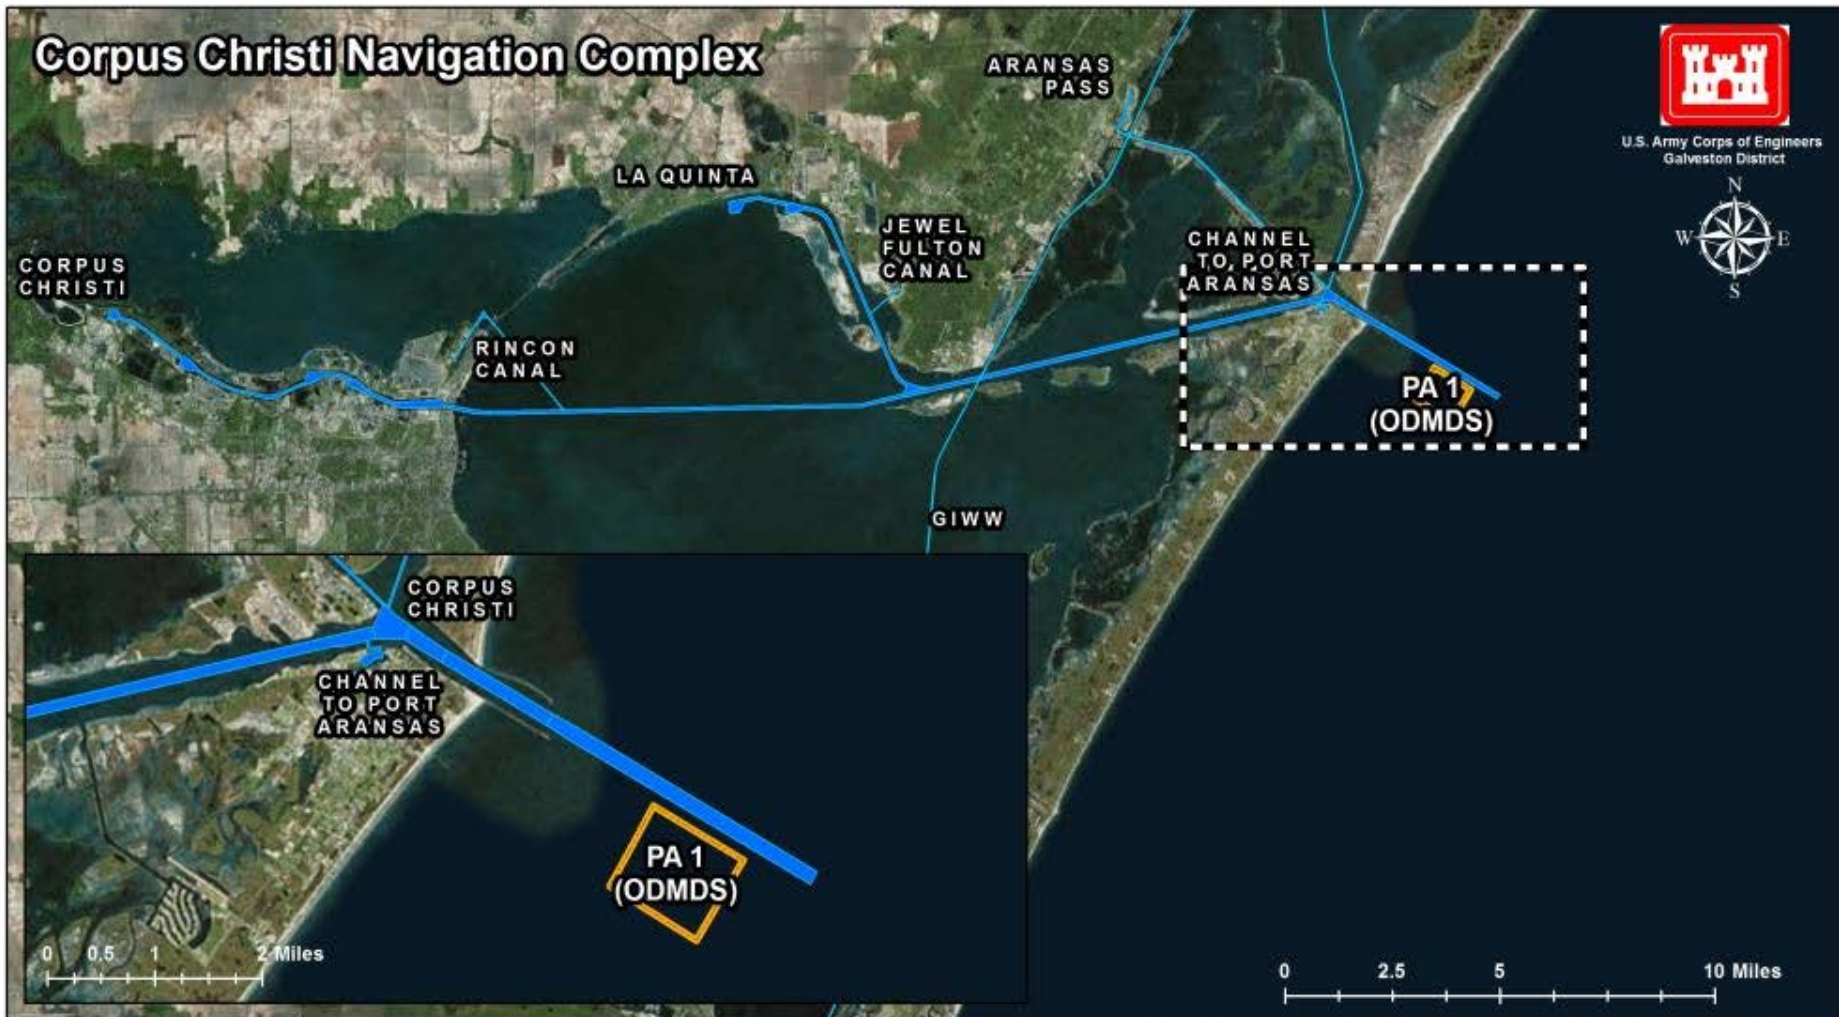 Corpus Christi Navigation Complex
ARANSAS
PASS
U.S. Army Corps of Engineers
Galveston District
N
W
E
S
LA QUINTA
JEWEL
FULTON
CANAL
CHANNEL
TO PORT
ARANSAS
CORPUS
CHRISTI
RINCON
CANAL
PA 1
(ODMDS)
GIWW
CORPUS
CHRISTI
CHANNEL
TO PORT
ARANSAS
PA 1
(ODMDS)
0 0.5 1 2 Miles
0 2.5 5 10 Miles